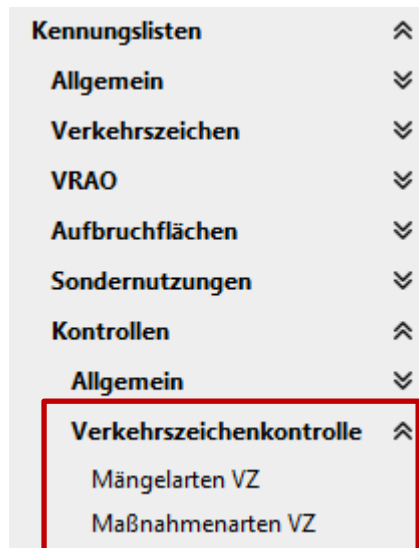 Kennungslisten
Allgemein
Verkehrszeichen
VRAO
Aufbruchflächen
Sondernutzungen
Kontrollen
Allgemein
Verkehrszeichenkontrolle
Mängelarten VZ
Maßnahmenarten VZ